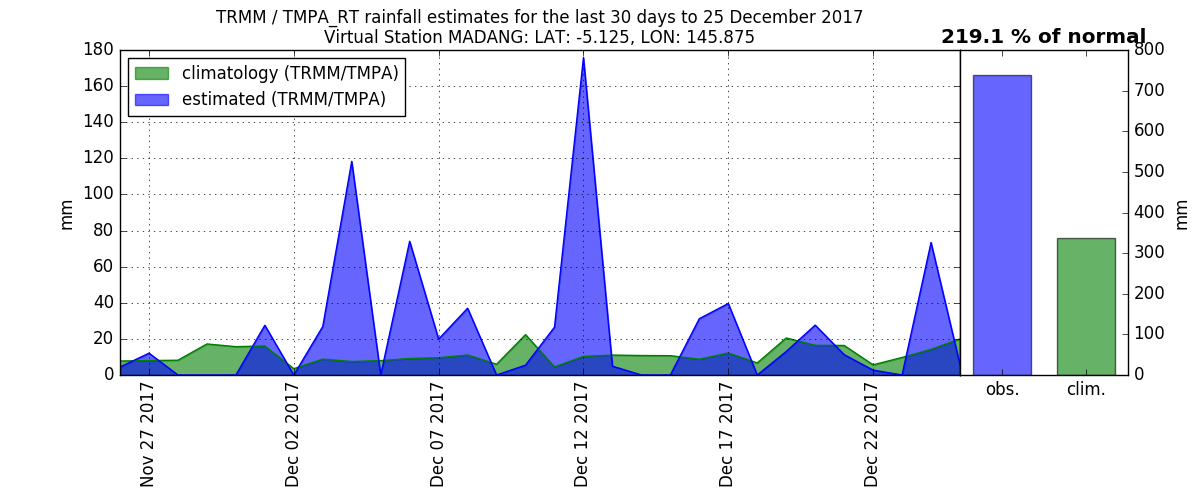 TRMM / TMPA_RT rainfall estimates for the last 30 days to 25 December 2017
Virtual Station MADANG: LAT: -5.125, LON: 145.875
219.1 % of normal
climatology (TRMM/TMPA)
estimated (TRMM/TMPA)
mm
180
160
140
120
100
80
60
40
20
0
Nov 27 2017
Dec 02 2017
Dec 07 2017
Dec 12 2017
Dec 17 2017
Dec 22 2017
800
700
600
500
400
300
200
100
0
mm
obs.
clim.